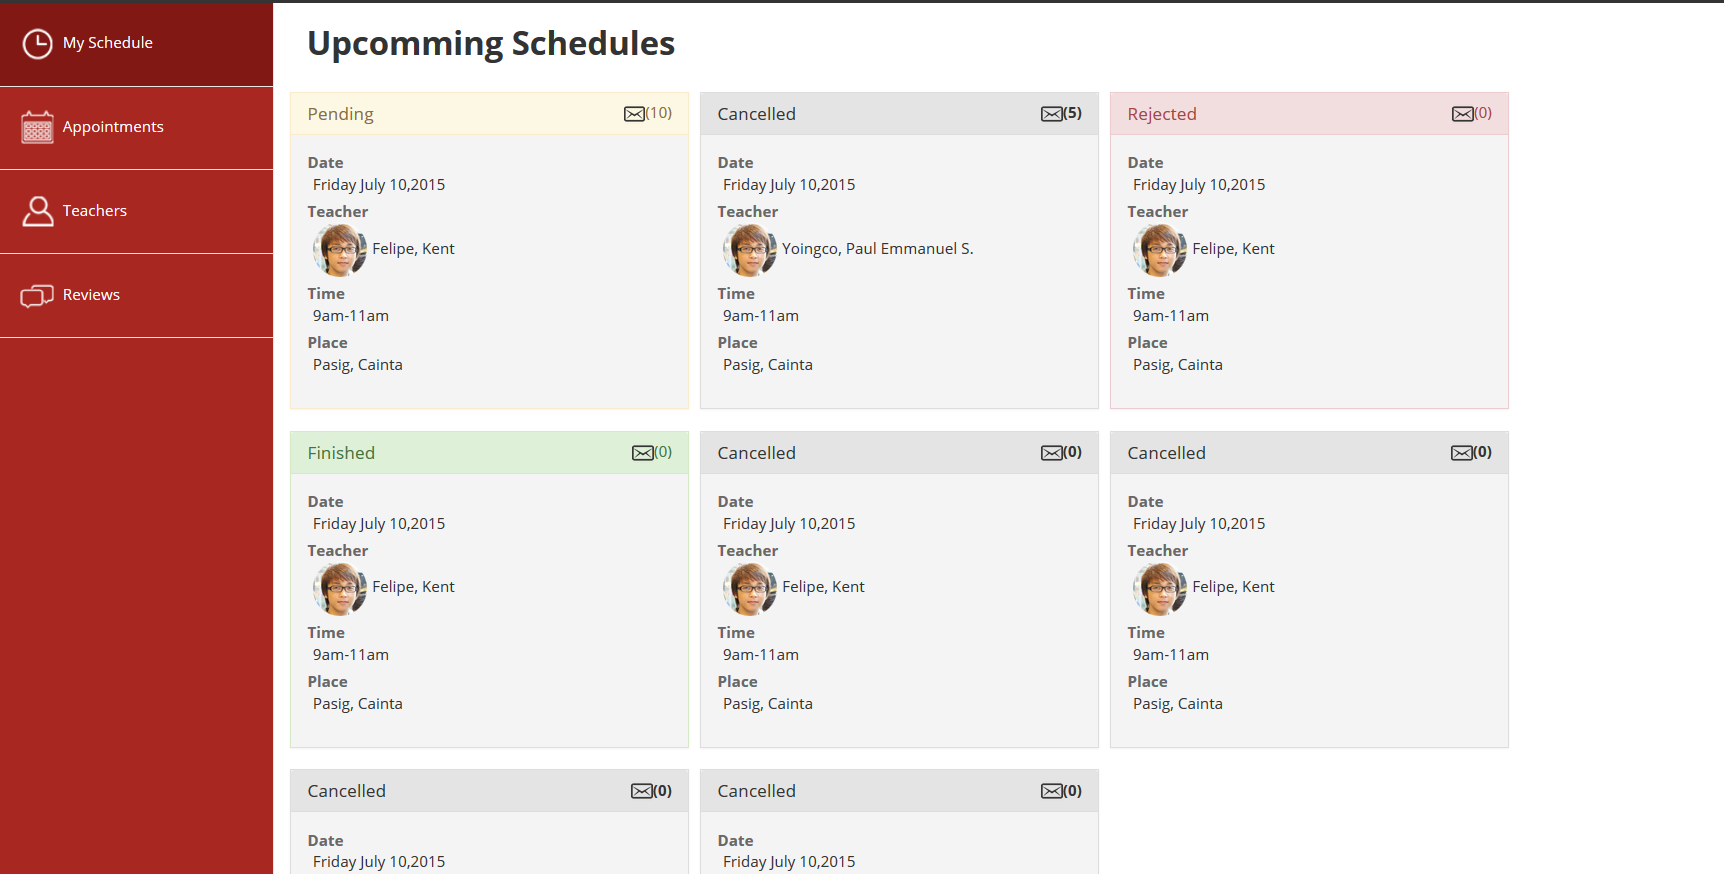 My Schedule
Appointments
Teachers
Reviews
Upcomming Schedules
Pending (10)
Date
Friday July 10,2015
Teacher
Felipe, Kent
Time
9am-11am
Place
Pasig, Cainta
Cancelled (5)
Date
Friday July 10,2015
Teacher
Yoingco, Paul Emmanuel S.
Time
9am-11am
Place
Pasig, Cainta
Rejected (0)
Date
Friday July 10,2015
Teacher
Felipe, Kent
Time
9am-11am
Place
Pasig, Cainta
Finished (0)
Date
Friday July 10,2015
Teacher
Felipe, Kent
Time
9am-11am
Place
Pasig, Cainta
Cancelled (0)
Date
Friday July 10,2015
Teacher
Felipe, Kent
Time
9am-11am
Place
Pasig, Cainta
Cancelled (0)
Date
Friday July 10,2015
Teacher
Felipe, Kent
Time
9am-11am
Place
Pasig, Cainta
Cancelled (0)
Date
Friday July 10,2015
Cancelled (0)
Date
Friday July 10,2015